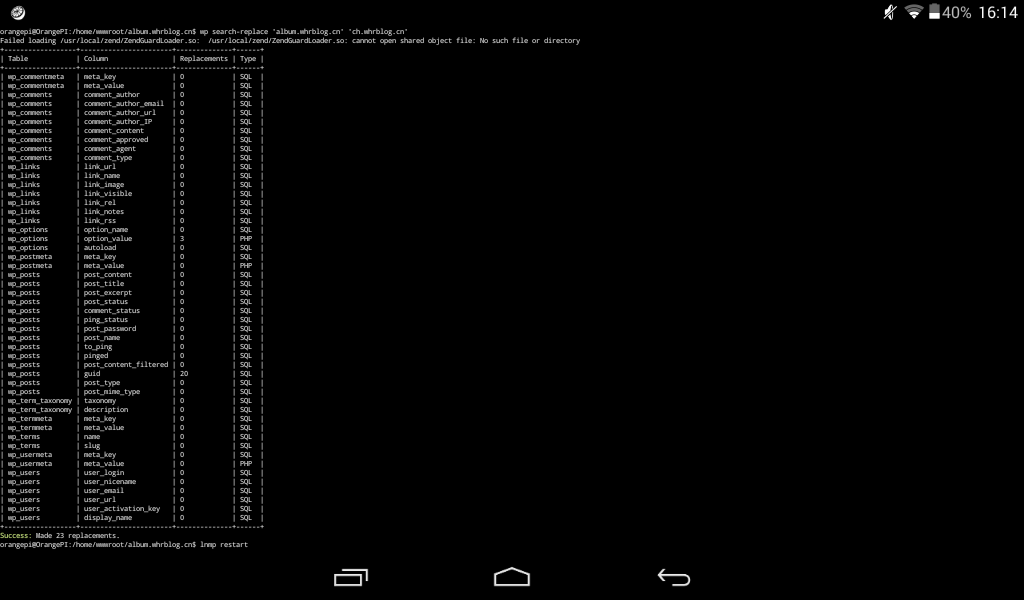 40% 16:14
orangepi@OrangePI:/home/wwwroot/album.whrblog.cn$ wp search-replace 'album.whrblog.cn' 'ch.whrblog.cn'
Failed loading /usr/local/zend/ZendGuardLoader.so:  /usr/local/zend/ZendGuardLoader.so: cannot open shared object file: No such file or directory
+------------------+-----------------------+--------------+------+
| Table            | Column                | Replacements | Type |
+------------------+-----------------------+--------------+------+
| wp_commentmeta   | meta_key              | 0            | SQL  |
| wp_commentmeta   | meta_value            | 0            | SQL  |
| wp_comments      | comment_author        | 0            | SQL  |
| wp_comments      | comment_author_email  | 0            | SQL  |
| wp_comments      | comment_author_url    | 0            | SQL  |
| wp_comments      | comment_author_IP     | 0            | SQL  |
| wp_comments      | comment_content       | 0            | SQL  |
| wp_comments      | comment_approved      | 0            | SQL  |
| wp_comments      | comment_agent         | 0            | SQL  |
| wp_comments      | comment_type          | 0            | SQL  |
| wp_links         | link_url              | 0            | SQL  |
| wp_links         | link_name             | 0            | SQL  |
| wp_links         | link_image            | 0            | SQL  |
| wp_links         | link_visible          | 0            | SQL  |
| wp_links         | link_rel              | 0            | SQL  |
| wp_links         | link_notes            | 0            | SQL  |
| wp_links         | link_rss              | 0            | SQL  |
| wp_options       | option_name           | 0            | SQL  |
| wp_options       | option_value          | 3            | PHP  |
| wp_options       | autoload              | 0            | SQL  |
| wp_postmeta      | meta_key              | 0            | SQL  |
| wp_postmeta      | meta_value            | 0            | PHP  |
| wp_posts         | post_content          | 0            | SQL  |
| wp_posts         | post_title            | 0            | SQL  |
| wp_posts         | post_excerpt          | 0            | SQL  |
| wp_posts         | post_status           | 0            | SQL  |
| wp_posts         | comment_status        | 0            | SQL  |
| wp_posts         | ping_status           | 0            | SQL  |
| wp_posts         | post_password         | 0            | SQL  |
| wp_posts         | post_name             | 0            | SQL  |
| wp_posts         | to_ping               | 0            | SQL  |
| wp_posts         | pinged                | 0            | SQL  |
| wp_posts         | post_content_filtered | 0            | SQL  |
| wp_posts         | guid                  | 20           | SQL  |
| wp_posts         | post_type             | 0            | SQL  |
| wp_posts         | post_mime_type        | 0            | SQL  |
| wp_term_taxonomy | taxonomy              | 0            | SQL  |
| wp_term_taxonomy | description           | 0            | SQL  |
| wp_termmeta      | meta_key              | 0            | SQL  |
| wp_termmeta      | meta_value            | 0            | SQL  |
| wp_terms         | name                  | 0            | SQL  |
| wp_terms         | slug                  | 0            | SQL  |
| wp_usermeta      | meta_key              | 0            | SQL  |
| wp_usermeta      | meta_value            | 0            | PHP  |
| wp_users         | user_login            | 0            | SQL  |
| wp_users         | user_nicename         | 0            | SQL  |
| wp_users         | user_email            | 0            | SQL  |
| wp_users         | user_url              | 0            | SQL  |
| wp_users         | user_activation_key   | 0            | SQL  |
| wp_users         | display_name          | 0            | SQL  |
+------------------+-----------------------+--------------+------+
Success: Made 23 replacements.
orangepi@OrangePI:/home/wwwroot/album.whrblog.cn$ lnmp restart